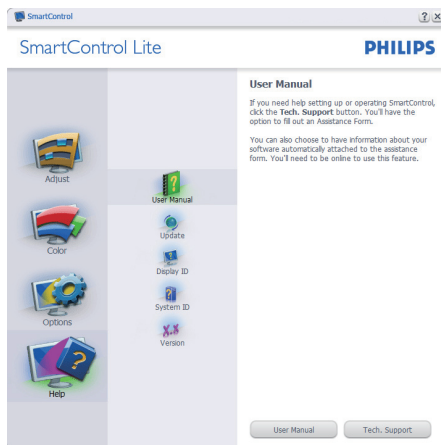 SmartControl
? x
SmartControl Lite
PHILIPS
Adjust
Color
Options
Help
User Manual
Update
Display ID
System ID
X.X
Version
User Manual
If you need help setting up or operating SmartControl,
click the Tech. Support button. You'll have the
option to fill out an Assistance Form.
You can also choose to have information about your
software automatically attached to the assistance
form. You'll need to be online to use this feature.
User Manual
Tech. Support